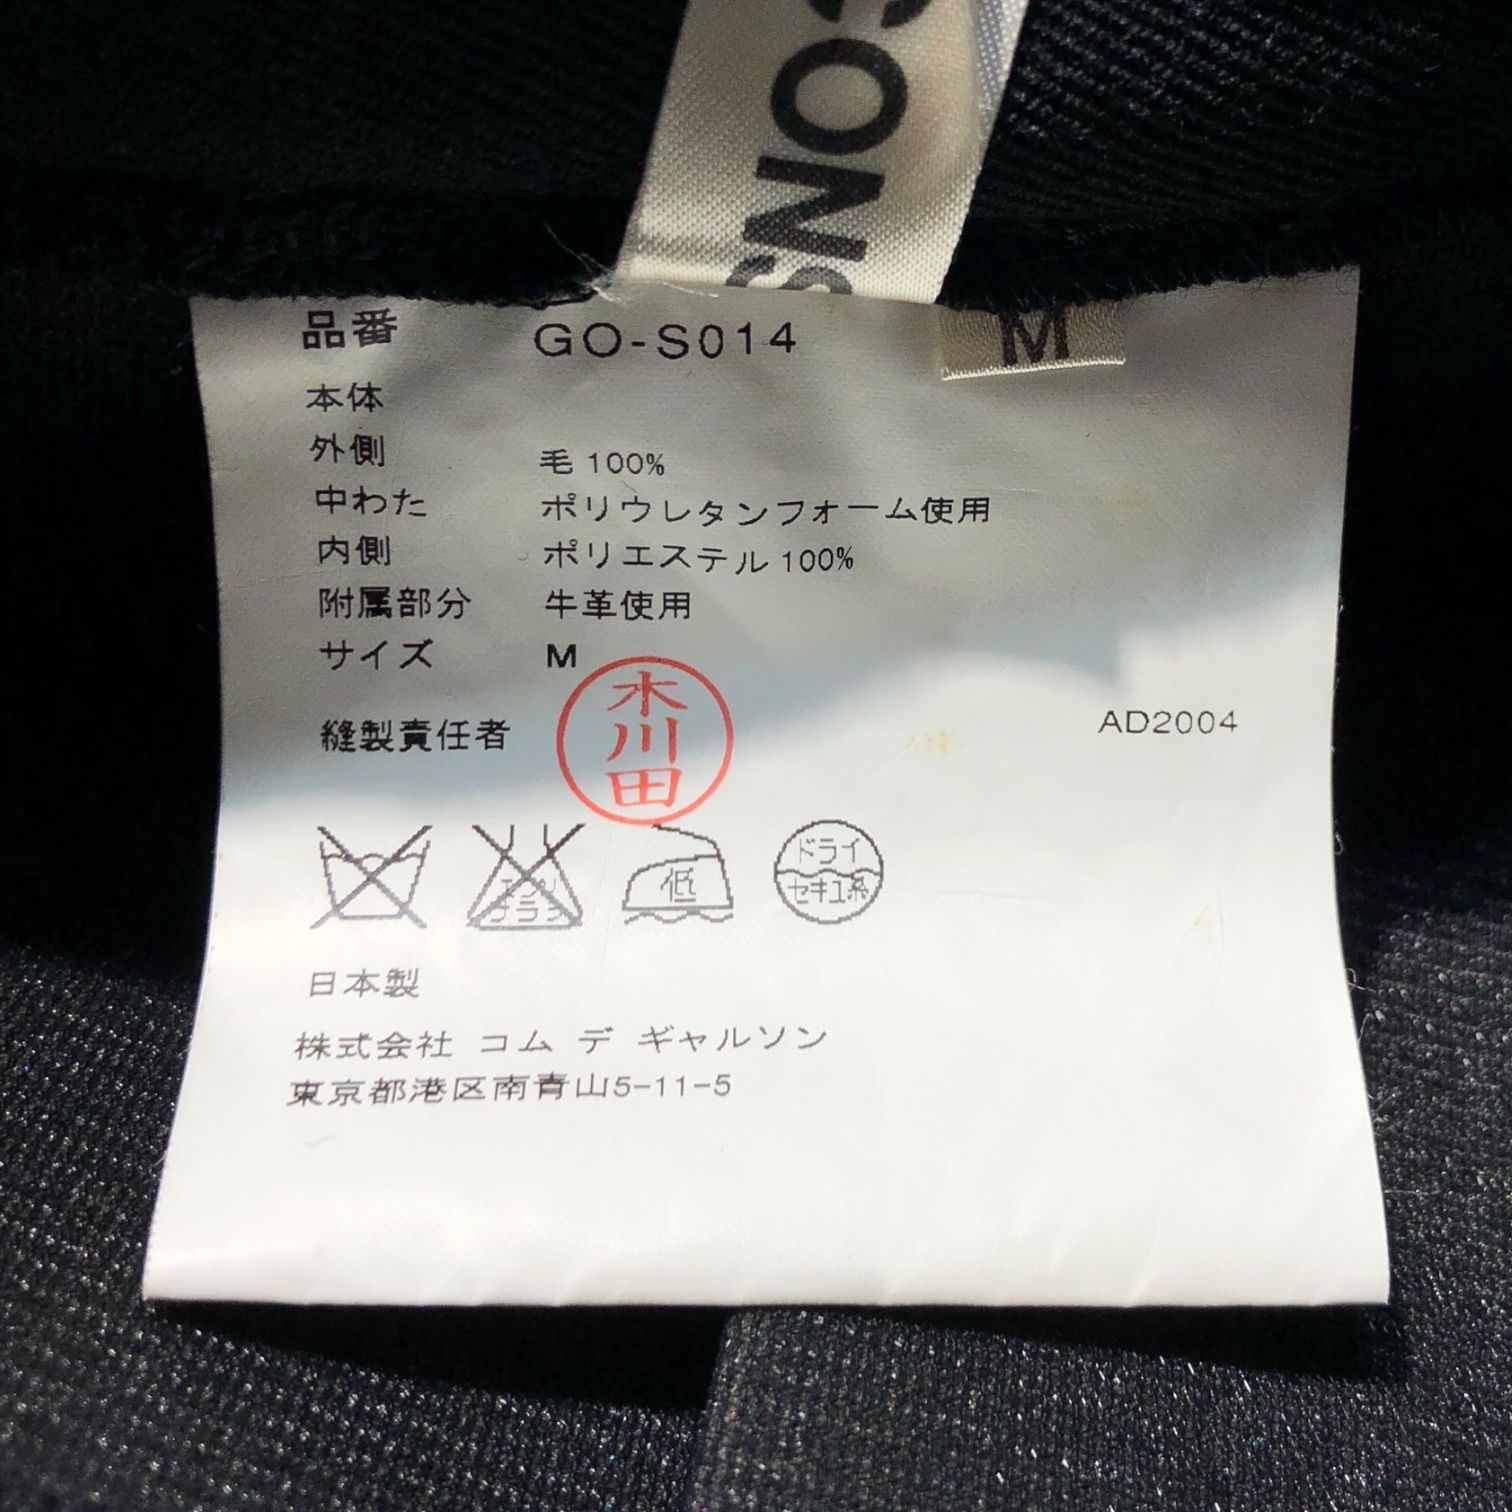 SONS
品番 GO-S014 M
本体
外側 毛 100%
中わた ポリウレタンフォーム使用
内側 ポリエステル 100%
附属部分 牛革使用
サイズ M
縫製責任者 木川田
AD2004
低
ドライ
セキユ系
日本製
株式会社 コム デ ギャルソン
東京都港区南青山5-11-5